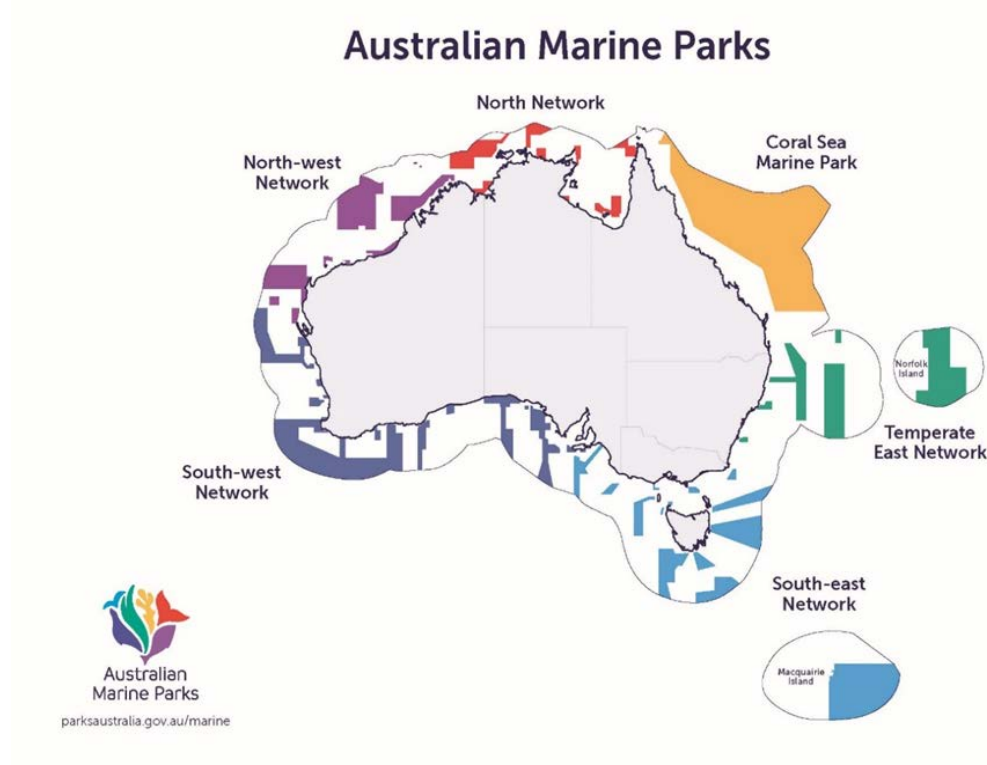 Australian Marine Parks
North Network
North-west
Network
Coral Sea
Marine Park
Norfolk
Island
Temperate
East Network
South-west
Network
South-east
Network
Macquairie
Island
Australian
Marine Parks
parksaustralia.gov.au/marine